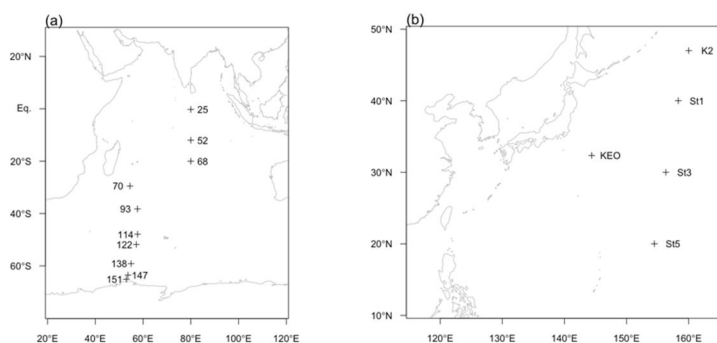 (a)
20°N
Eq.
20°S
40°S
60°S
25
52
68
70
93
114
122
138
147
151
20°E 40°E 60°E 80°E 100°E 120°E
(b)
50°N
40°N
30°N
20°N
10°N
K2
St1
KEO
St3
St5
120°E 130°E 140°E 150°E 160°E